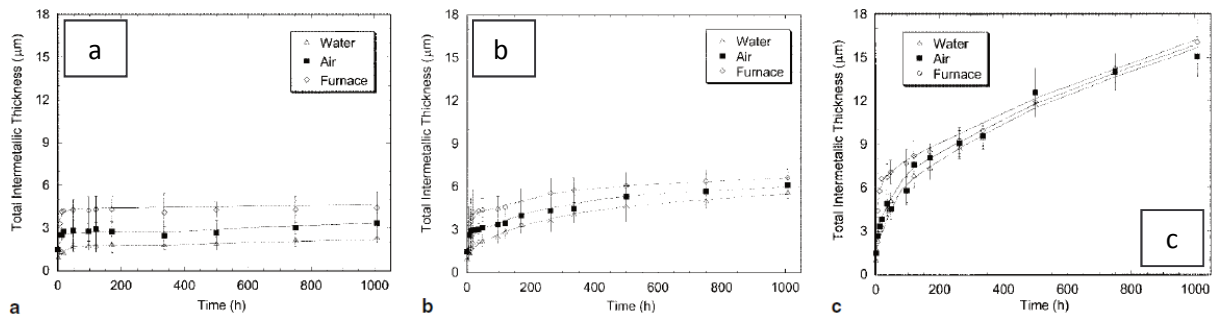 a
Total Intermetallic Thickness (μm)
18
15
12
9
6
3
0
0
200
400
600
800
1000
Time (h)
Water
Air
Furnace
a
b
Total Intermetallic Thickness (μm)
18
15
12
9
6
3
0
0
200
400
600
800
1000
Time (h)
Water
Air
Furnace
b
Total Intermetallic Thickness (μm)
18
15
12
9
6
3
0
0
200
400
600
800
1000
Time (h)
Water
Air
Furnace
c
c